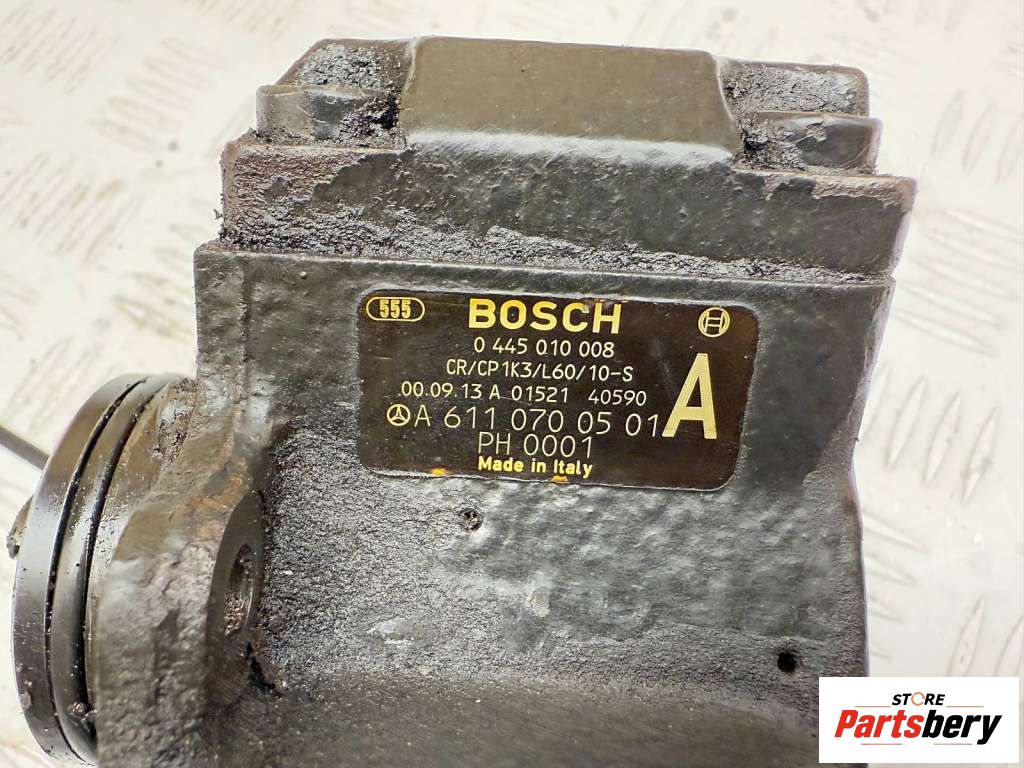 555 BOSCH
0 445 010 008
CR/CP1K3/L60/10-S
00.09.13 A 01521 40590
A 611 070 05 01
A
PH 0001
Made in Italy
STORE
Partsbery